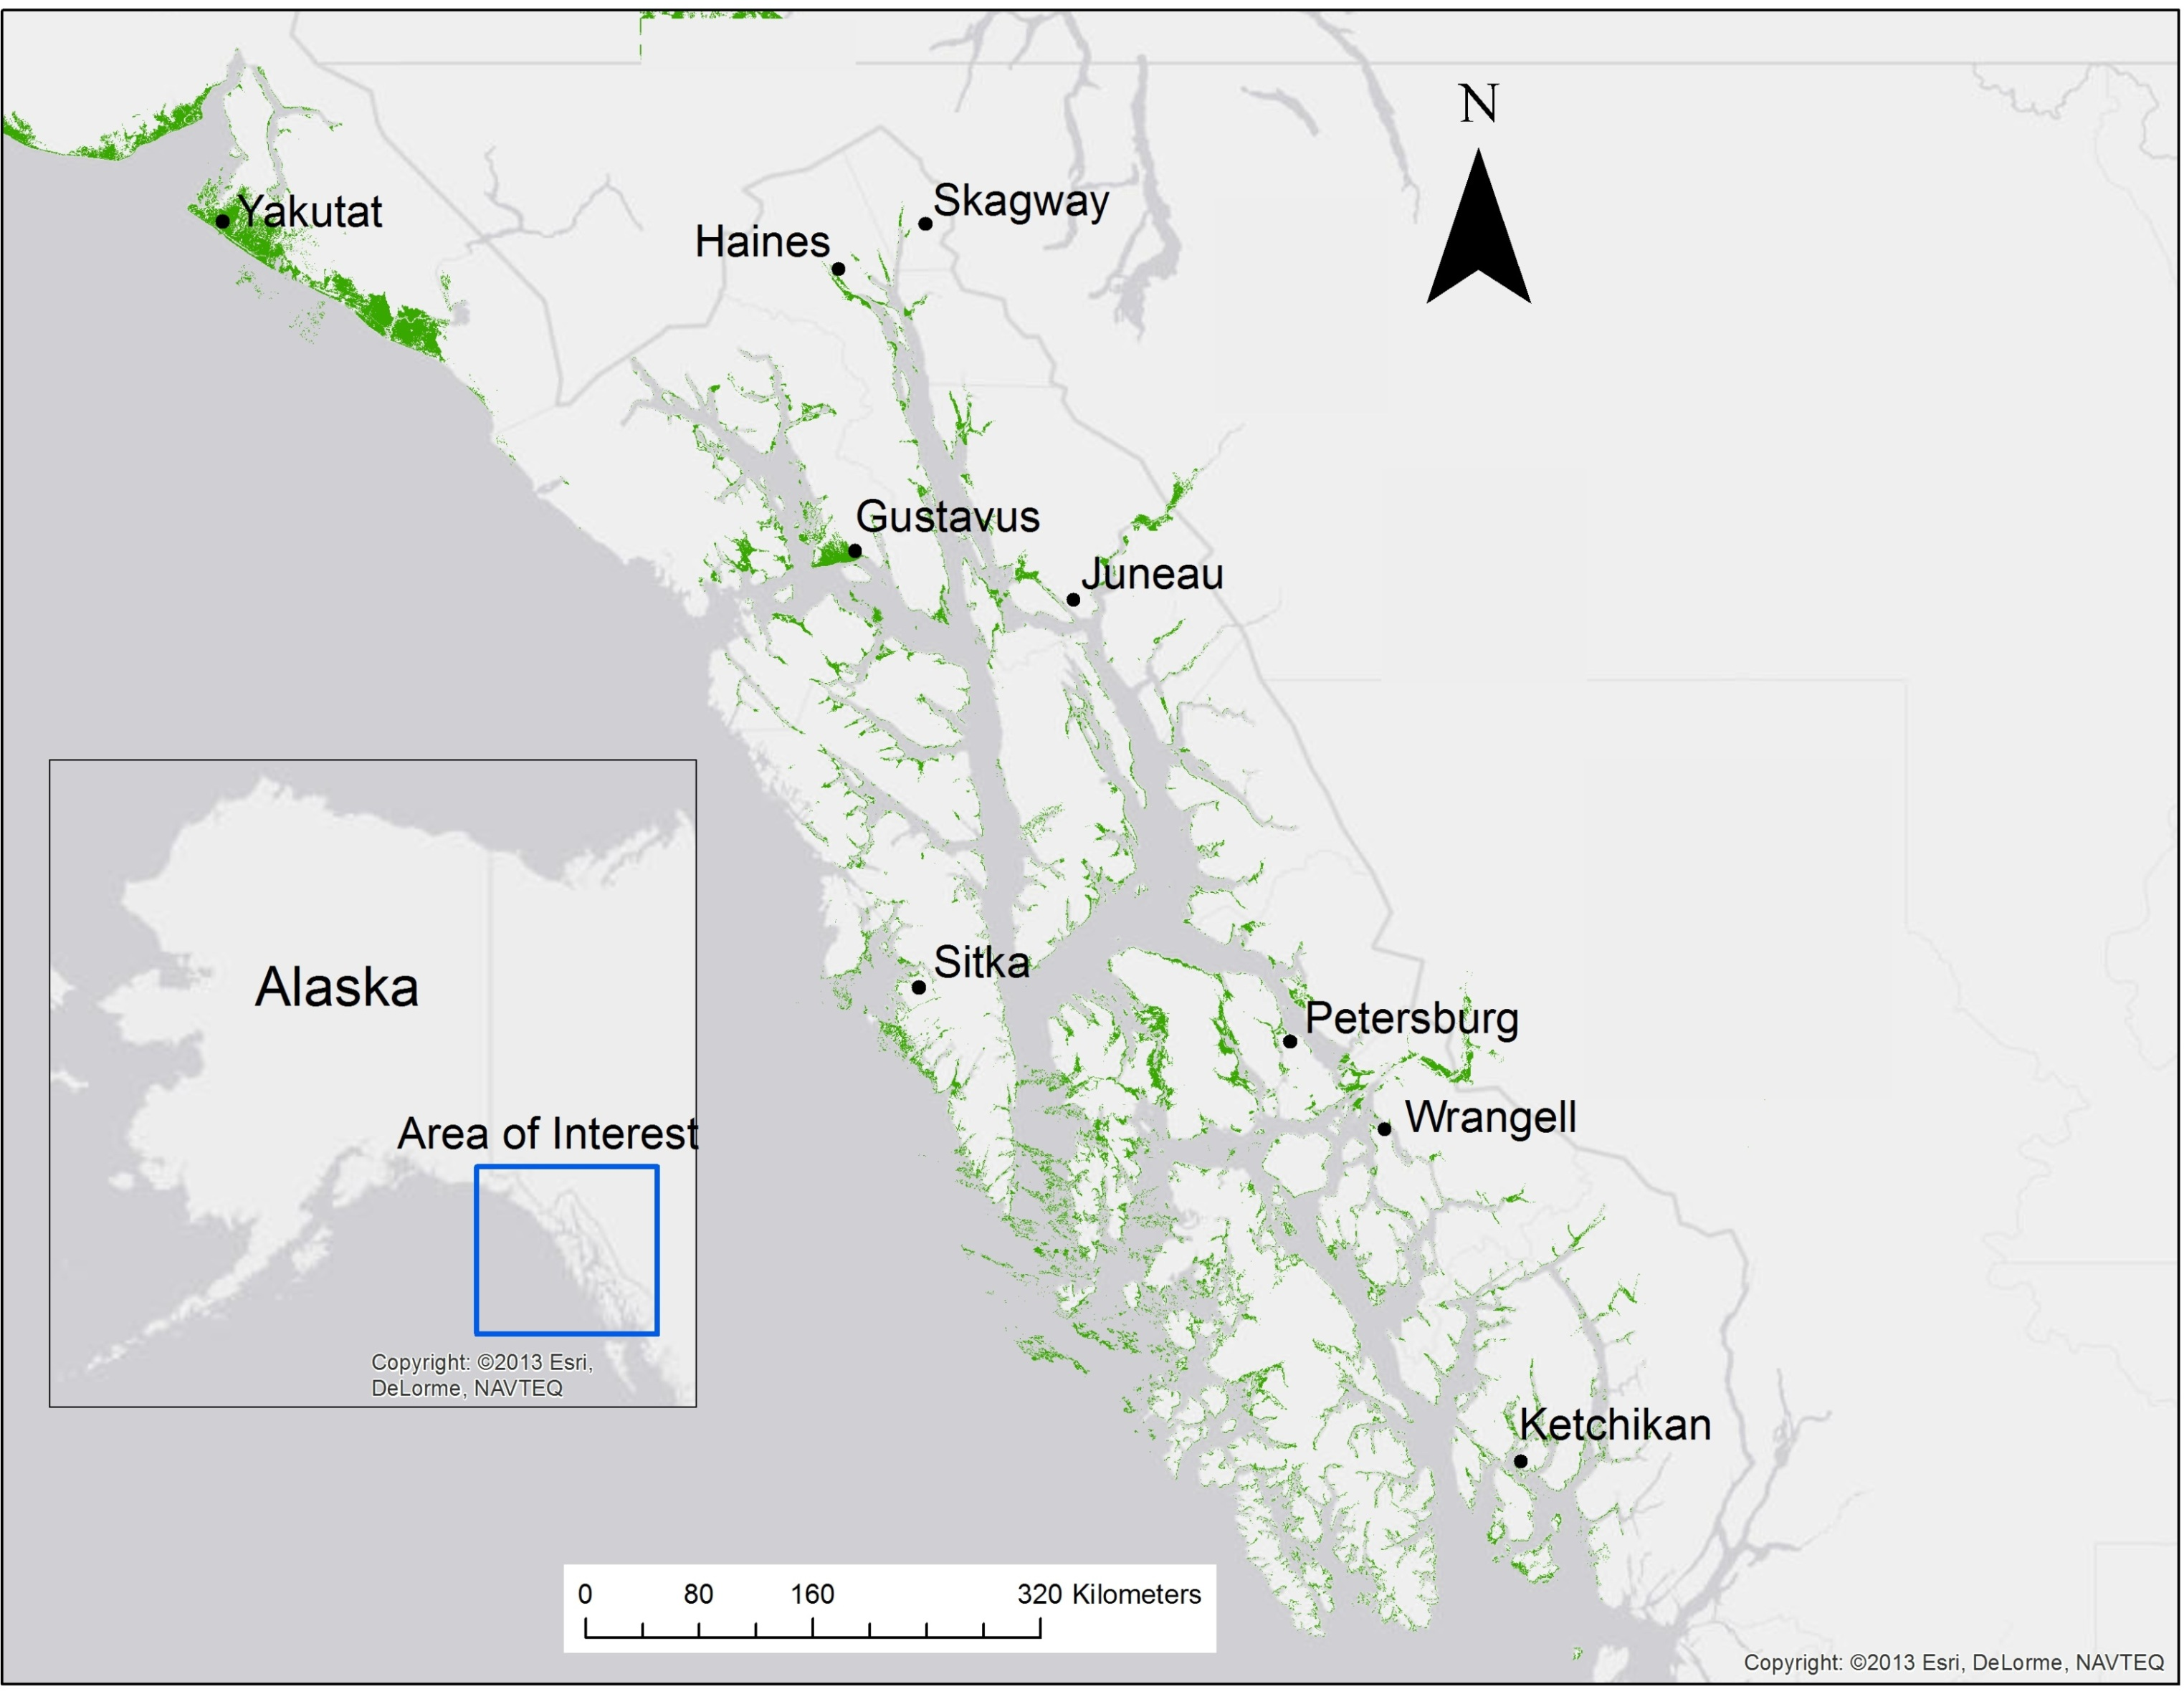 N
Yakutat
Skagway
Haines
Gustavus
Juneau
Sitka
Alaska
Petersburg
Wrangell
Area of Interest
Copyright: ©2013 Esri,
DeLorme, NAVTEQ
Ketchikan
0 80 160 320 Kilometers
Copyright: ©2013 Esri, DeLorme, NAVTEQ